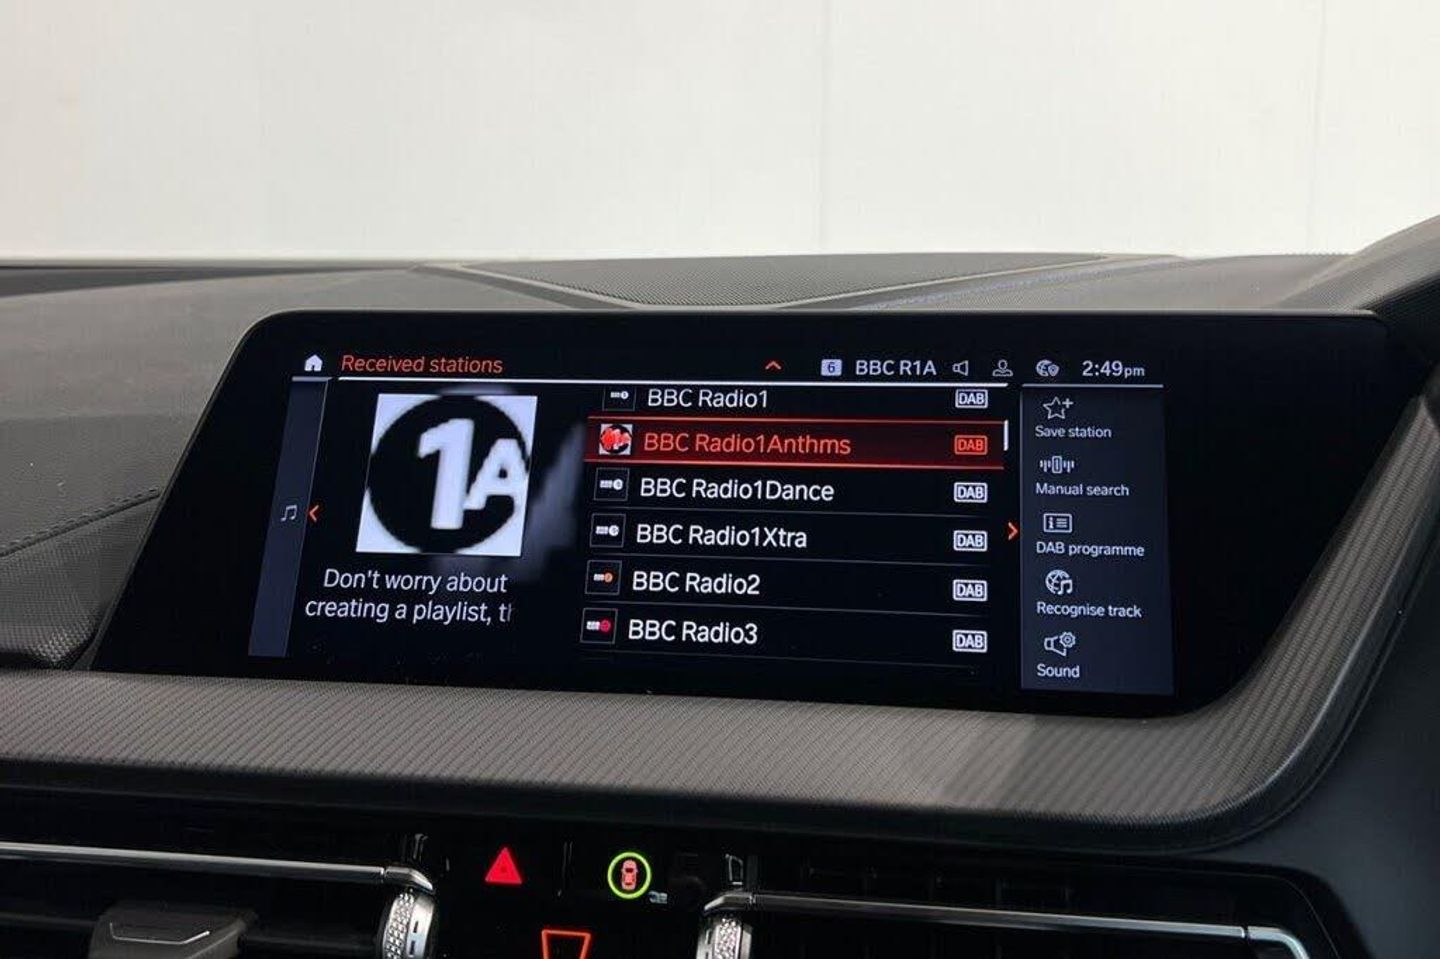 Received stations
6 BBC R1A 2:49pm
1A
Don't worry about
creating a playlist, tl
BBC Radio1 DAB
BBC Radio1Anthms DAB
BBC Radio1Dance DAB
BBC Radio1Xtra DAB
BBC Radio2 DAB
BBC Radio3 DAB
Save station
Manual search
DAB programme
Recognise track
Sound